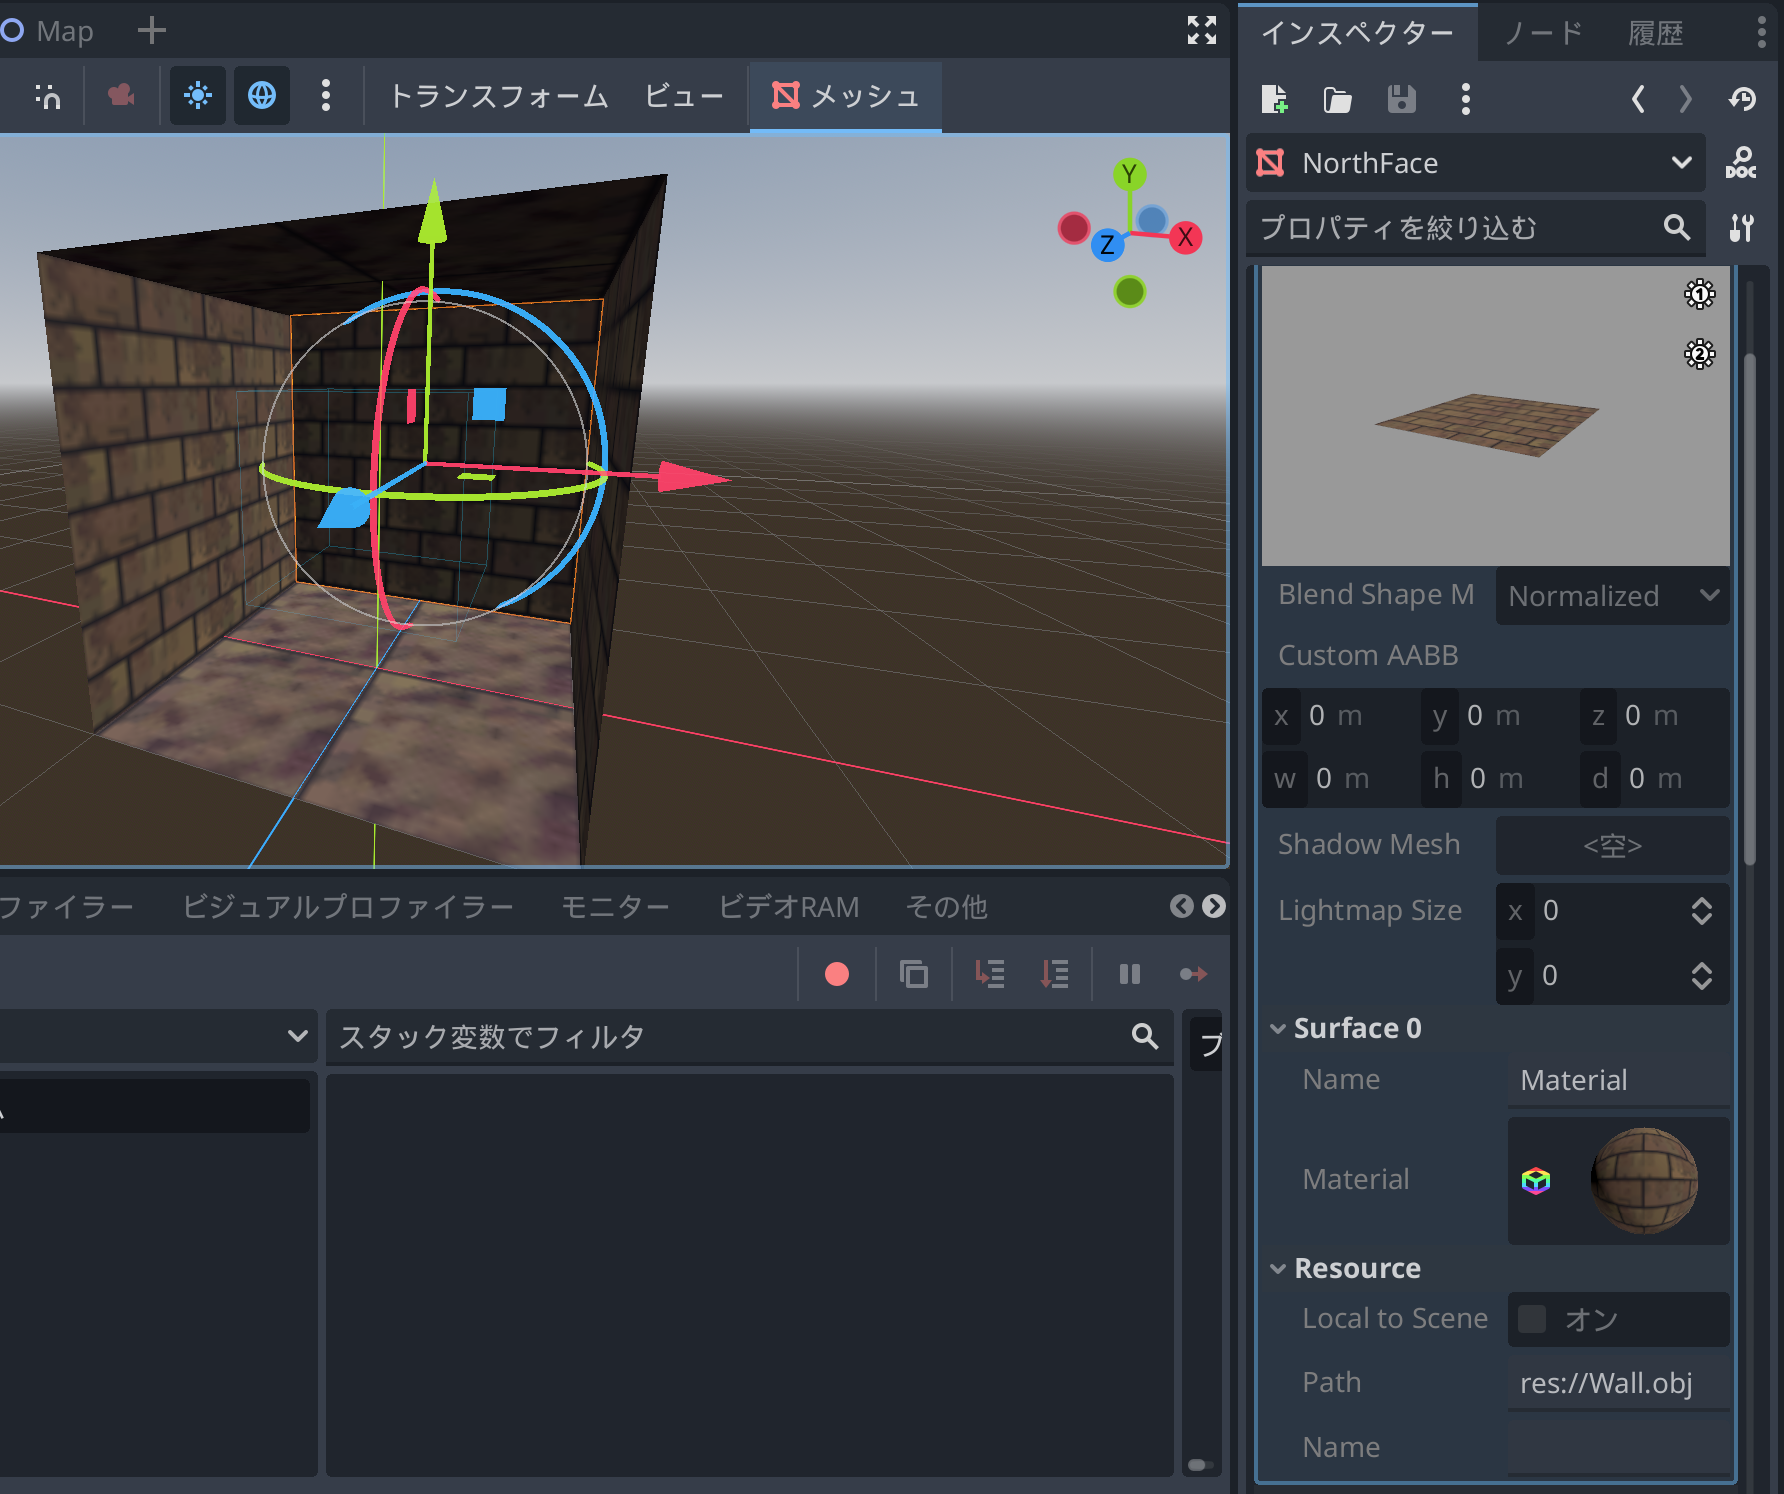 Map
トランスフォーム ビュー メッシュ
Y
X
Z
ファイラー ビジュアルプロファイラー モニター ビデオRAM その他
スタック変数でフィルタ
ブ
インスペクター ノード 履歴
NorthFace
DOC
プロパティを絞り込む
1
2
Blend Shape M Normalized
Custom AABB
x 0 m y 0 m z 0 m
w 0 m h 0 m d 0 m
Shadow Mesh <空>
Lightmap Size x 0
y 0
Surface 0
Name Material
Material
Resource
Local to Scene オン
Path res://Wall.obj
Name